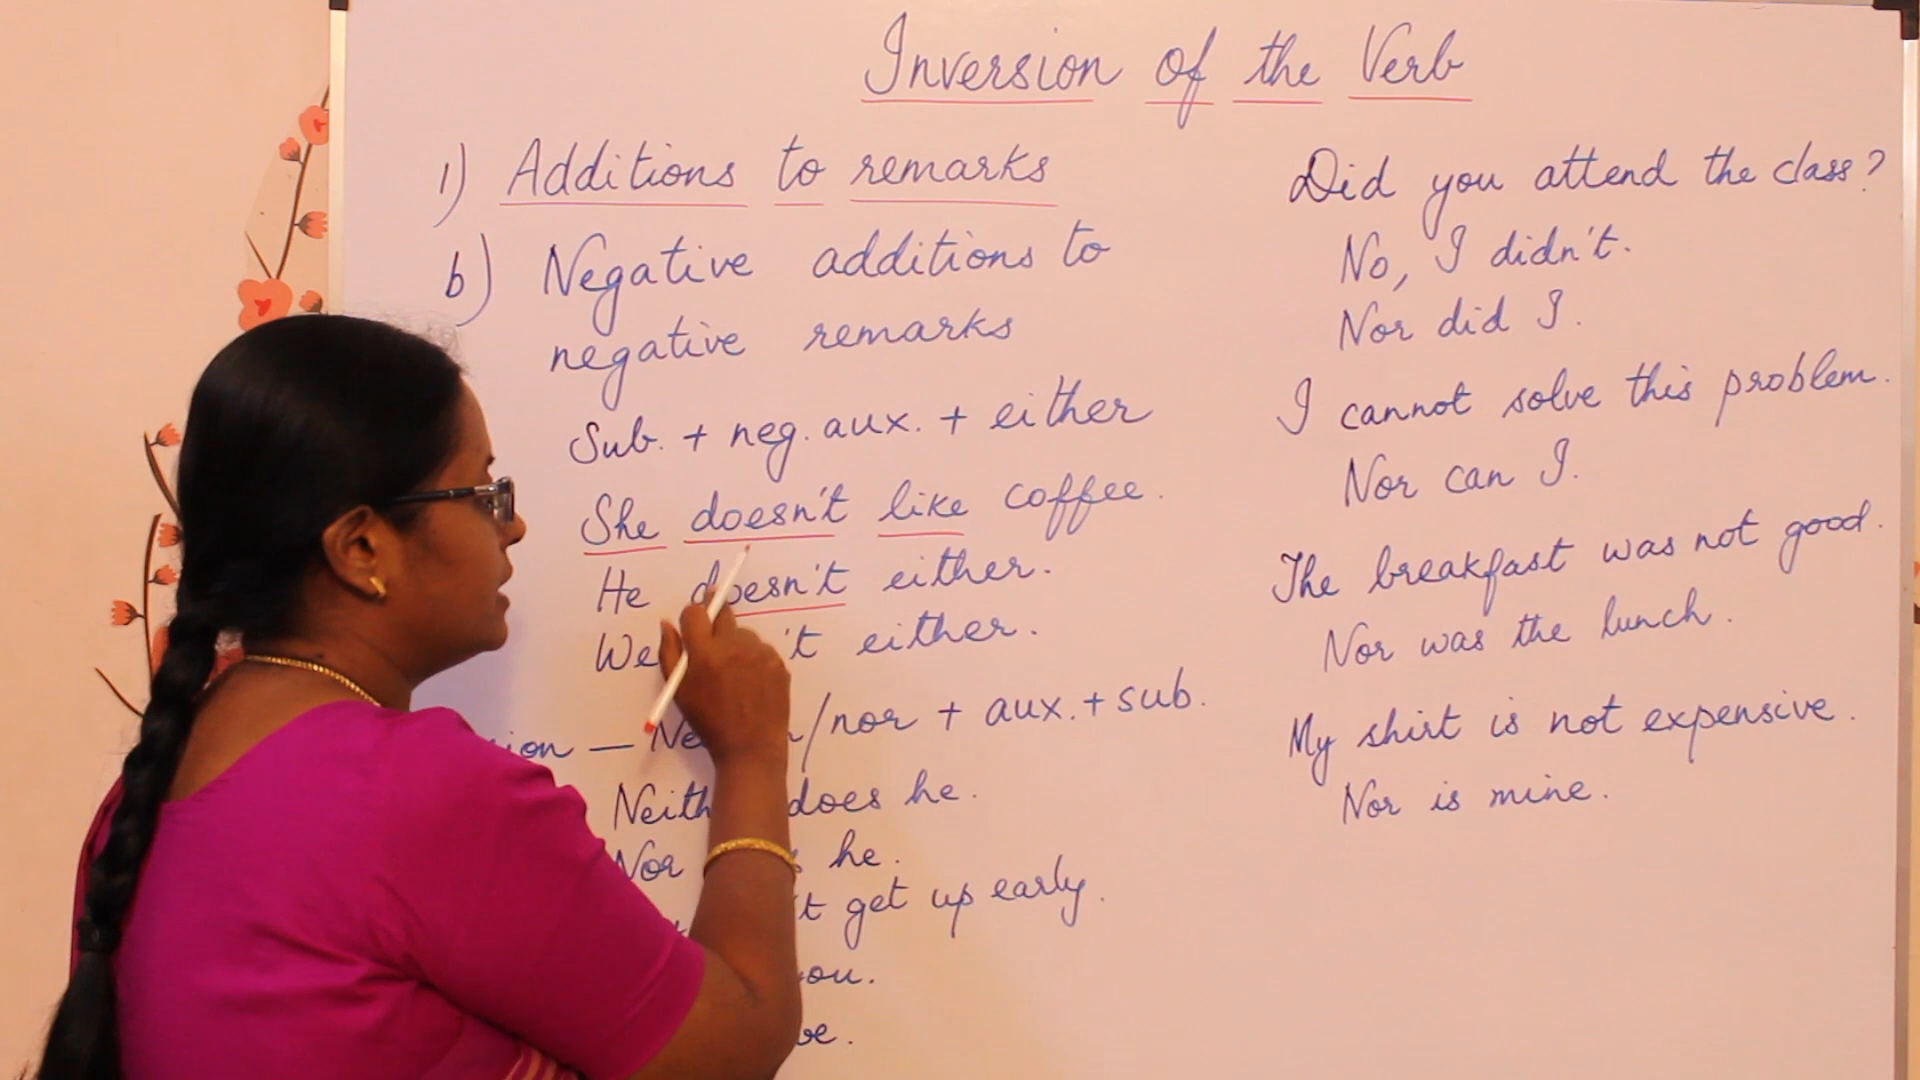 Inversion of the Verb
1) Additions to remarks
b) Negative additions to
negative remarks
Sub. + neg. aux. + either
She doesn't like coffee.
He doesn't either.
We 't either.
— /nor + aux. + sub.
does he.
Nor he.
get up early.
Did you attend the class?
No, I didn't.
Nor did I.
I cannot solve this problem.
Nor can I.
The breakfast was not good.
Nor was the lunch.
My shirt is not expensive.
Nor is mine.